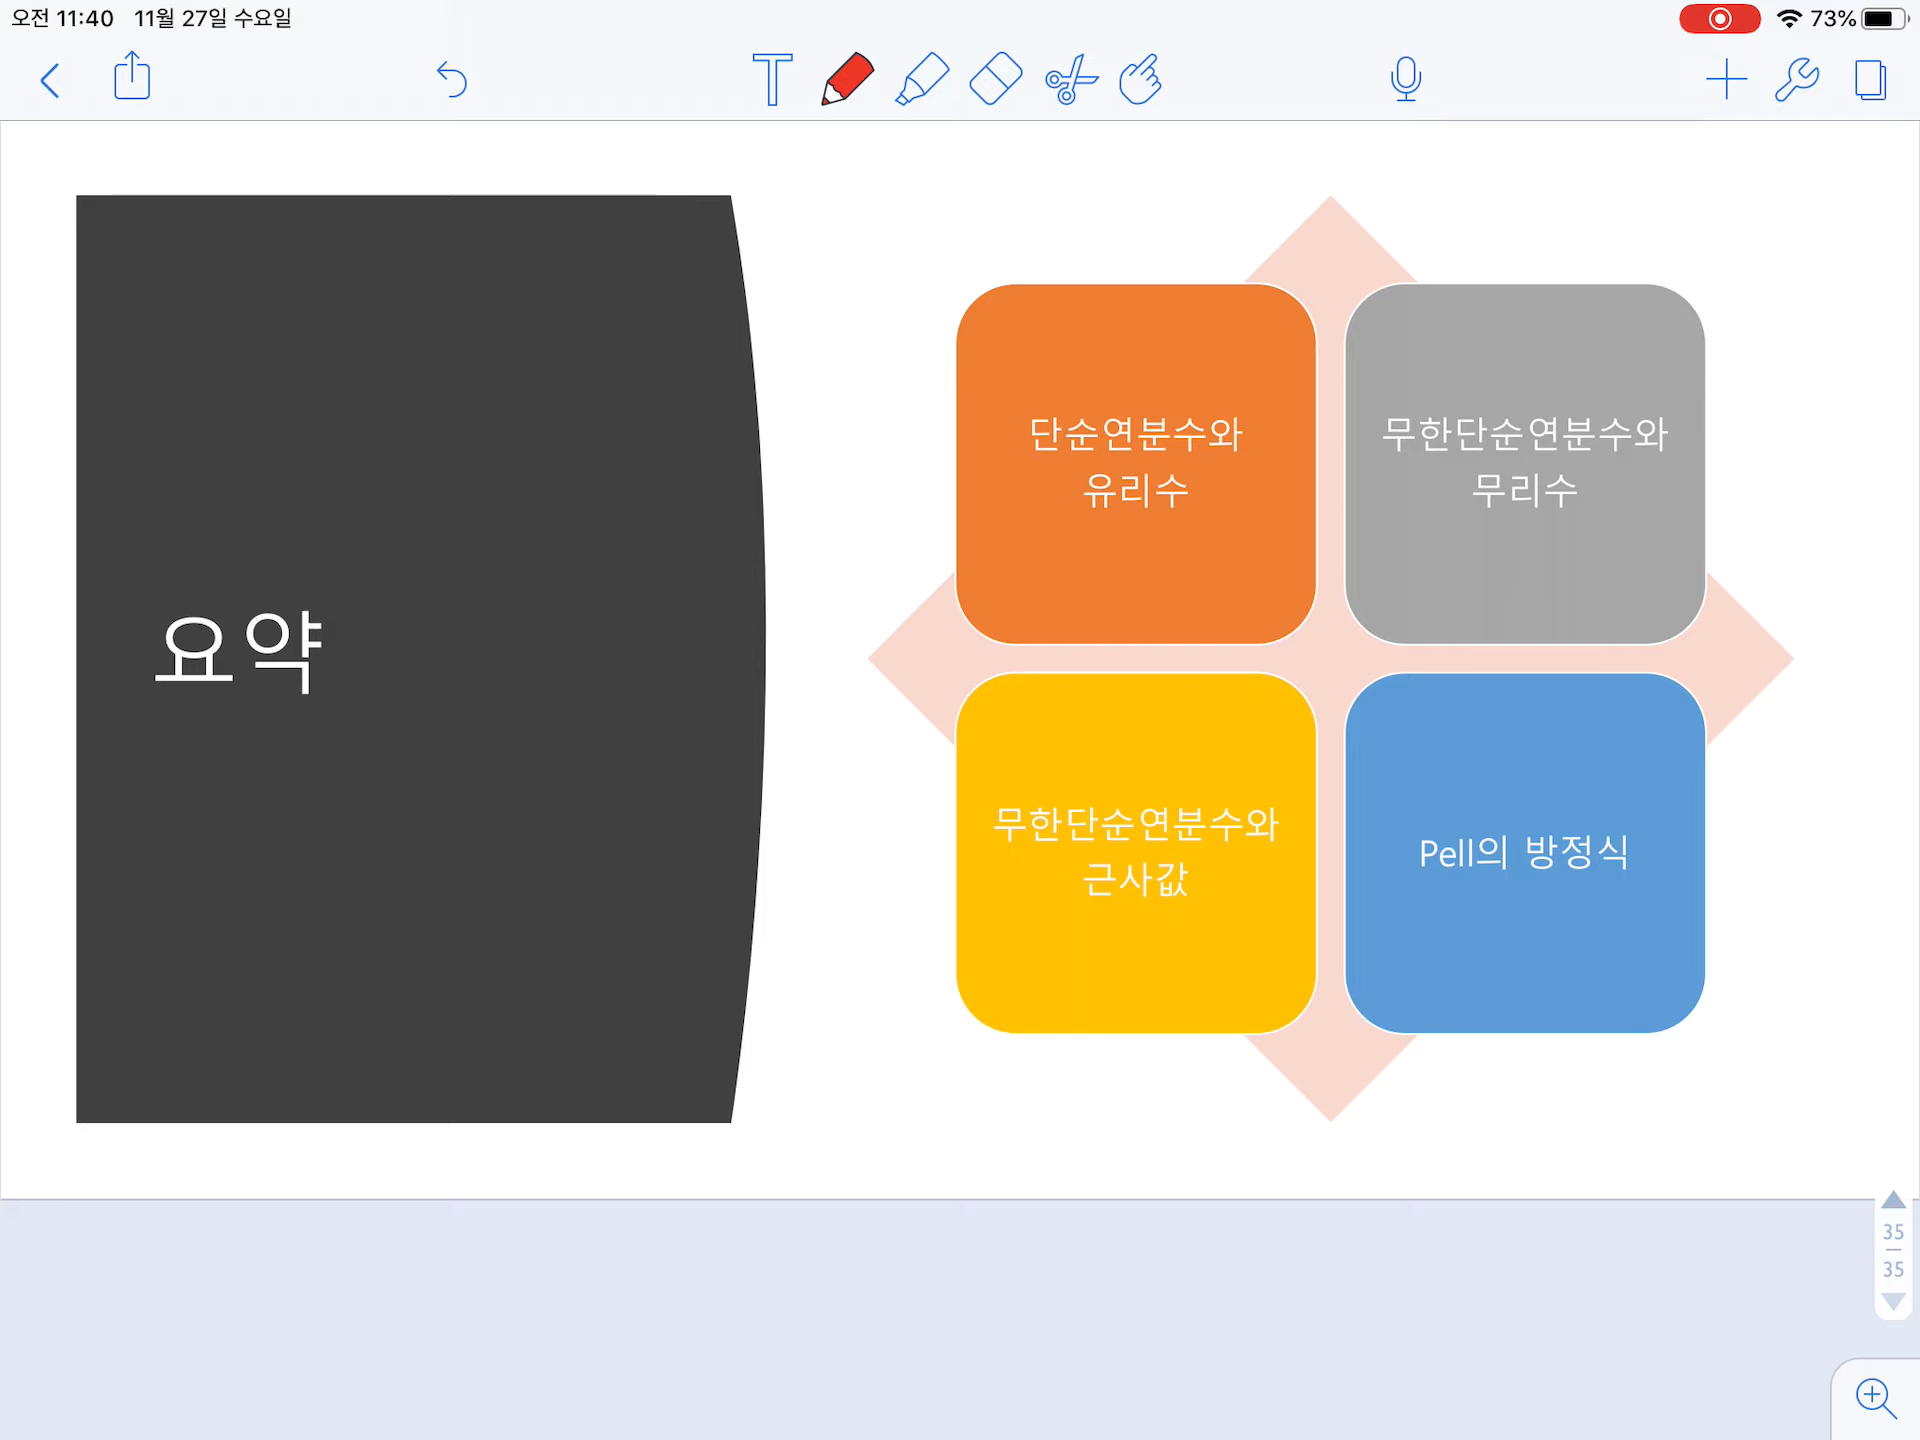 오전 11:40 11월 27일 수요일
73%
요약
단순연분수와
유리수
무한단순연분수와
무리수
무한단순연분수와
근사값
Pell의 방정식
35
35